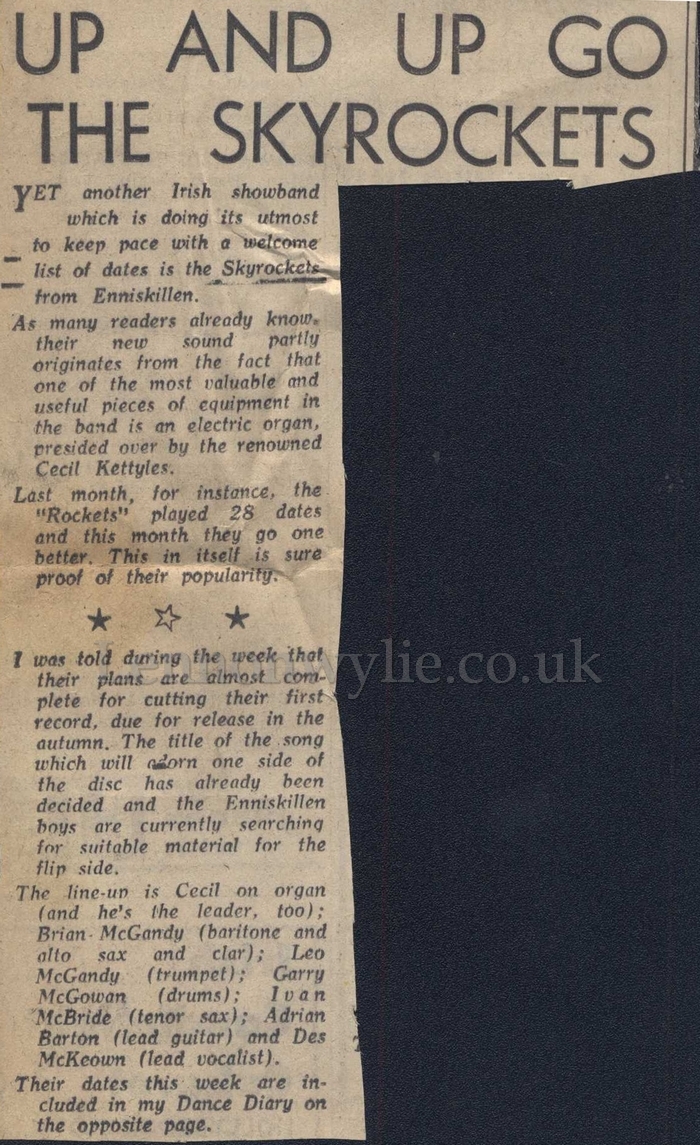 UP AND UP GO
THE SKYROCKETS
YET another Irish showband
which is doing its utmost
to keep pace with a welcome
list of dates is the Skyrockets
from Enniskillen.
As many readers already know,
their new sound partly
originates from the fact that
one of the most valuable and
useful pieces of equipment in
the band is an electric organ,
presided over by the renowned
Cecil Kettyles.
Last month, for instance, the
"Rockets" played 28 dates
and this month they go one
better. This in itself is sure
proof of their popularity.
I was told during the week that
their plans are almost com-
plete for cutting their first
record, due for release in the
autumn. The title of the song
which will adorn one side of
the disc has already been
decided and the Enniskillen
boys are currently searching
for suitable material for the
flip side.
The line-up is Cecil on organ
(and he's the leader, too);
Brian McGandy (baritone and
alto sax and clar); Leo
McGandy (trumpet); Garry
McGowan (drums); Ivan
McBride (tenor sax); Adrian
Barton (lead guitar) and Des
McKeown (lead vocalist).
Their dates this week are in-
cluded in my Dance Diary on
the opposite page.